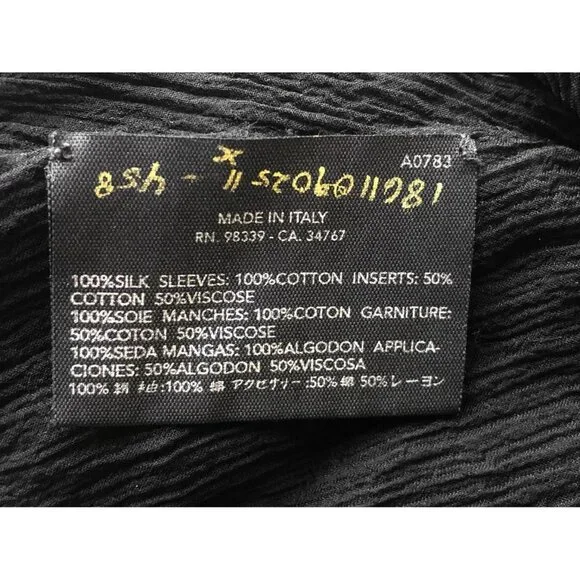 A0783
MADE IN ITALY
RN. 98339 - CA. 34767
100%SILK SLEEVES: 100%COTTON INSERTS: 50%
COTTON 50%VISCOSE
100%SOIE MANCHES: 100%COTON GARNITURE:
50%COTON 50%VISCOSE
100%SEDA MANGAS: 100%ALGODON APPLICA-
CIONES: 50%ALGODON 50%VISCOSA
100% 絹 袖:100% 綿 アクセサリー:50% 綿 50%レーヨン